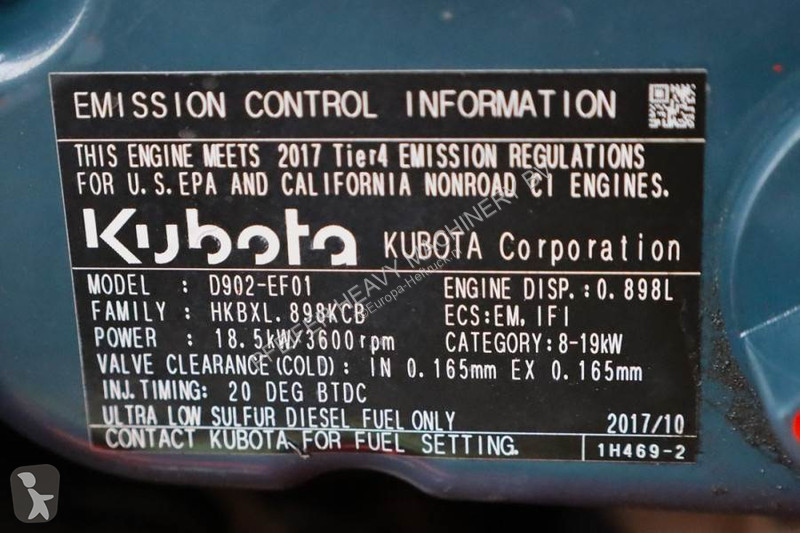 EMISSION CONTROL INFORMATION
THIS ENGINE MEETS 2017 Tier4 EMISSION REGULATIONS
FOR U.S.EPA AND CALIFORNIA NONROAD CI ENGINES.
Kubota KUBOTA Corporation
MODEL : D902-EF01 ENGINE DISP.:0.898L
FAMILY : HKBXL.898KCB ECS:EM,IFI
POWER : 18.5kW/3600rpm CATEGORY:8-19kW
VALVE CLEARANCE(COLD): IN 0.165mm EX 0.165mm
INJ.TIMING: 20 DEG BTDC
ULTRA LOW SULFUR DIESEL FUEL ONLY 2017/10
CONTACT KUBOTA FOR FUEL SETTING. 1H469-2